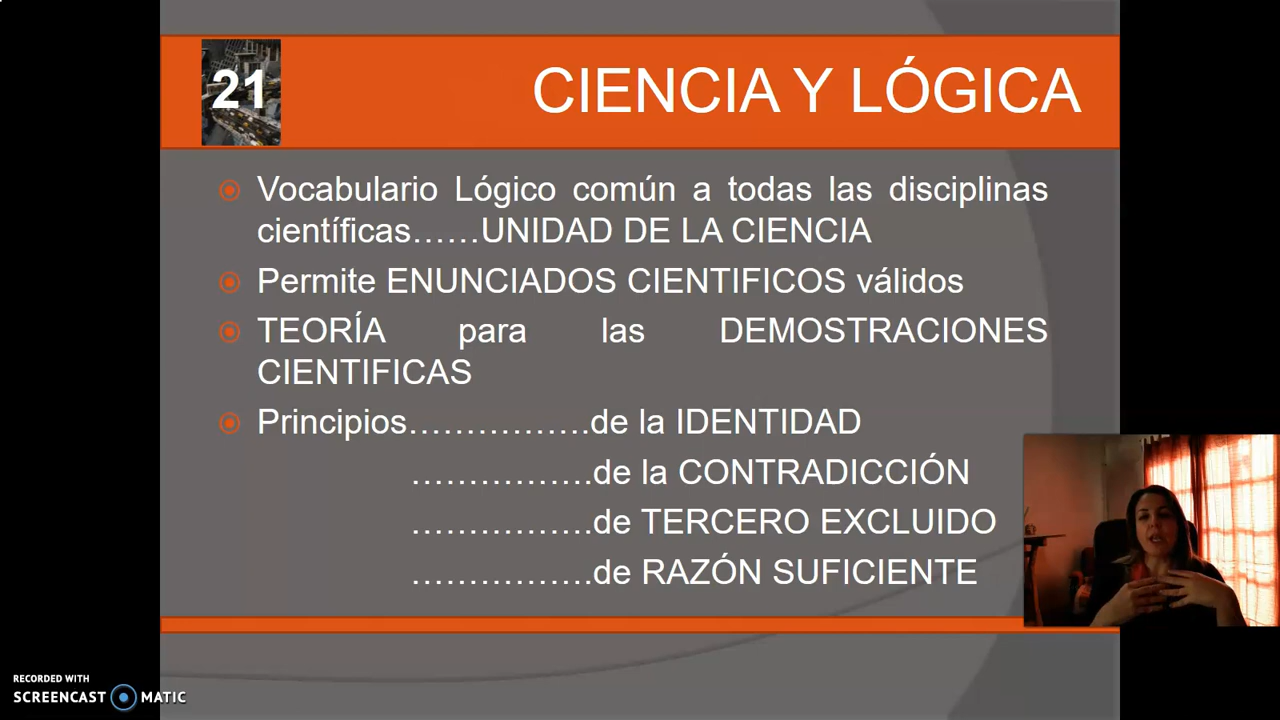 21
CIENCIA Y LÓGICA
Vocabulario Lógico común a todas las disciplinas
científicas……UNIDAD DE LA CIENCIA
Permite ENUNCIADOS CIENTIFICOS válidos
TEORÍA para las DEMOSTRACIONES
CIENTIFICAS
Principios…………….de la IDENTIDAD
…………….de la CONTRADICCIÓN
…………….de TERCERO EXCLUIDO
…………….de RAZÓN SUFICIENTE
RECORDED WITH
SCREENCAST MATIC